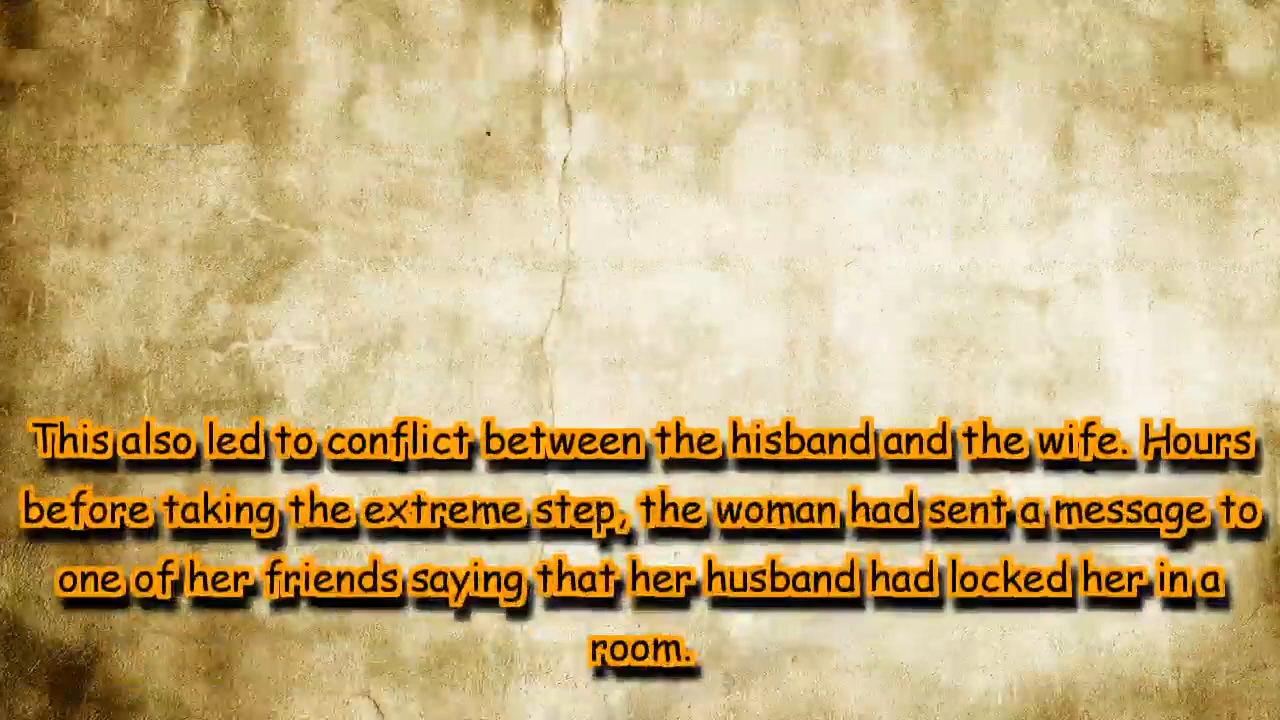 This also led to conflict between the hisband and the wife. Hours
before taking the extreme step, the woman had sent a message to
one of her friends saying that her husband had locked her in a
room.